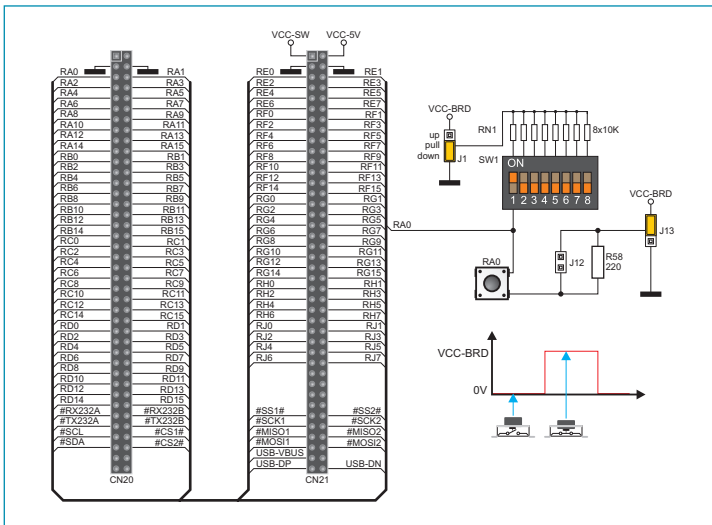 VCC-SW VCC-5V
RA0 RA1
RA2 RA3
RA4 RA5
RA6 RA7
RA8 RA9
RA10 RA11
RA12 RA13
RA14 RA15
RB0 RB1
RB2 RB3
RB4 RB5
RB6 RB7
RB8 RB9
RB10 RB11
RB12 RB13
RB14 RB15
RC0 RC1
RC2 RC3
RC4 RC5
RC6 RC7
RC8 RC9
RC10 RC11
RC12 RC13
RC14 RC15
RD0 RD1
RD2 RD3
RD4 RD5
RD6 RD7
RD8 RD9
RD10 RD11
RD12 RD13
RD14 RD15
#RX232A #RX232B
#TX232A #TX232B
#SCL #CS1#
#SDA #CS2#
CN20
RE0 RE1
RE2 RE3
RE4 RE5
RE6 RE7
RF0 RF1
RF2 RF3
RF4 RF5
RF6 RF7
RF8 RF9
RF10 RF11
RF12 RF13
RF14 RF15
RG0 RG1
RG2 RG3
RG4 RG5
RG6 RG7
RG8 RG9
RG10 RG11
RG12 RG13
RG14 RG15
RH0 RH1
RH2 RH3
RH4 RH5
RH6 RH7
RJ0 RJ1
RJ2 RJ3
RJ4 RJ5
RJ6 RJ7
#SS1# #SS2#
#SCK1 #SCK2
#MISO1 #MISO2
#MOSI1 #MOSI2
USB-VBUS
USB-DP USB-DN
CN21
VCC-BRD
up
pull
down
J1
RN1 8x10K
SW1
ON
1 2 3 4 5 6 7 8
RA0
RA0
J12
R58
220
VCC-BRD
J13
VCC-BRD
0V